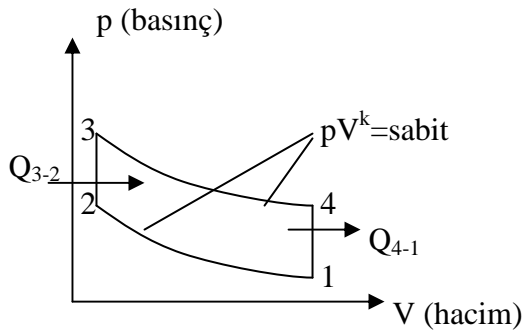 p (basınç)
3
pV^k=sabit
Q₃₋₂
2
4
Q₄₋₁
1
V (hacim)